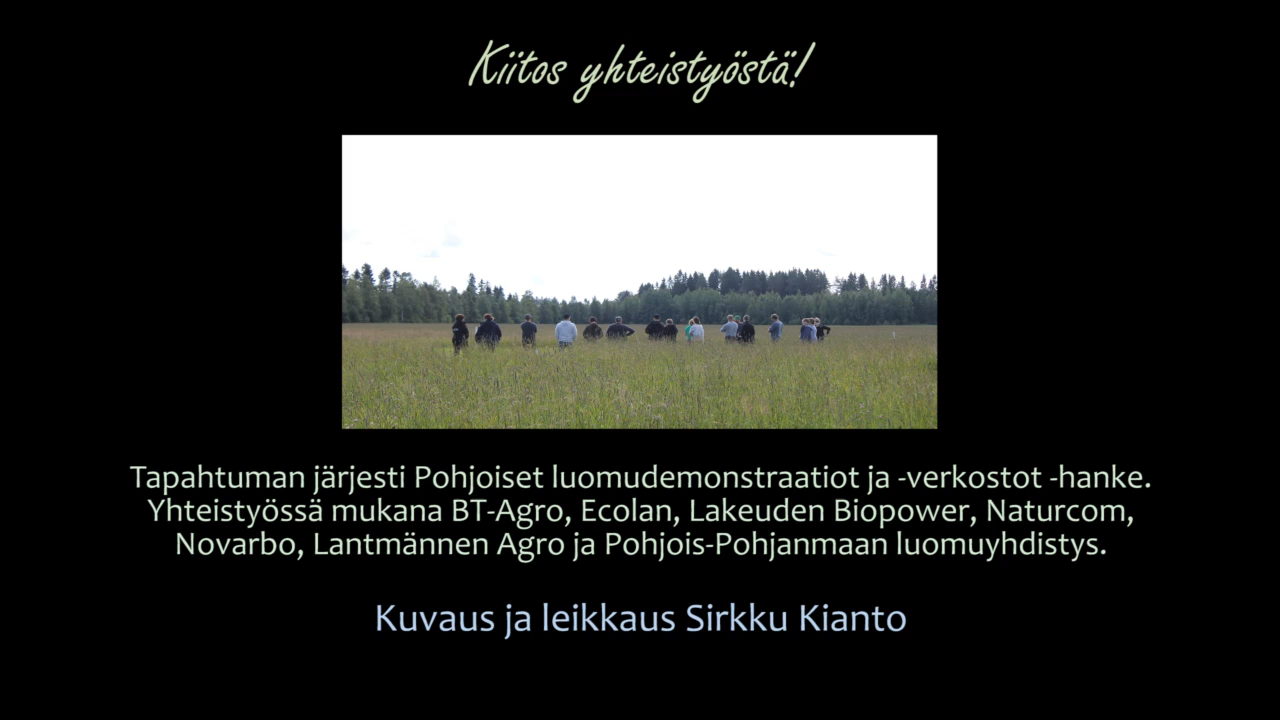 Kiitos yhteistyöstä!
Tapahtuman järjesti Pohjoiset luomudemonstraatiot ja -verkostot -hanke.
Yhteistyössä mukana BT-Agro, Ecolan, Lakeuden Biopower, Naturcom,
Novarbo, Lantmännen Agro ja Pohjois-Pohjanmaan luomuyhdistys.
Kuvaus ja leikkaus Sirkku Kianto